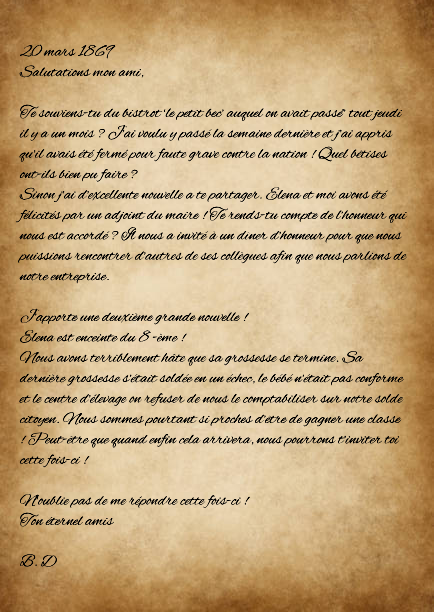 20 mars 1869
Salutations mon ami,
Te souviens-tu du bistrot 'le petit bec' auquel on avait passé' tout jeudi
il y a un mois ? J'ai voulu y passé la semaine dernière et j'ai appris
qu'il avais été fermé pour faute grave contre la nation ! Quel bêtises
ont-ils bien pu faire ?
Sinon j'ai d'excellente nouvelle a te partager. Elena et moi avons été
félicités par un adjoint du maire ! Te rends-tu compte de l'honneur qui
nous est accordé ? Il nous a invité à un diner d'honneur pour que nous
puissions rencontrer d'autres de ses collègues afin que nous parlions de
notre entreprise.
J'apporte une deuxième grande nouvelle !
Elena est enceinte du 8 -ème !
Nous avons terriblement hâte que sa grossesse se termine. Sa
dernière grossesse s'était soldée en un échec, le bébé n'était pas conforme
et le centre d'élevage on refuser de nous le comptabiliser sur notre solde
citoyen. Nous sommes pourtant si proches d'être de gagner une classe
! Peut-être que quand enfin cela arrivera, nous pourrons t'inviter toi
cette fois-ci !
N'oublie pas de me répondre cette fois-ci !
Ton éternel amis
B. D